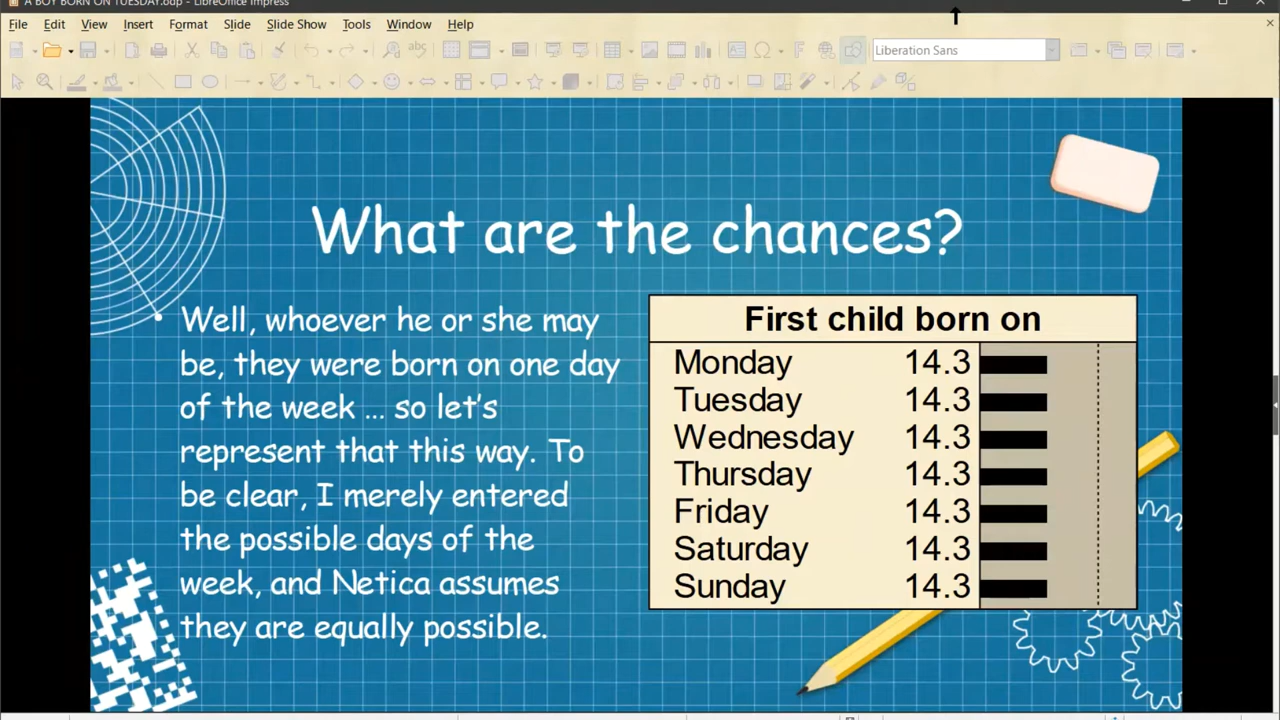 A BOY BORN ON TUESDAY.odp - LibreOffice Impress
File Edit View Insert Format Slide Slide Show Tools Window Help
Liberation Sans
What are the chances?
• Well, whoever he or she may
be, they were born on one day
of the week ... so let's
represent that this way. To
be clear, I merely entered
the possible days of the
week, and Netica assumes
they are equally possible.
First child born on
Monday 14.3
Tuesday 14.3
Wednesday 14.3
Thursday 14.3
Friday 14.3
Saturday 14.3
Sunday 14.3